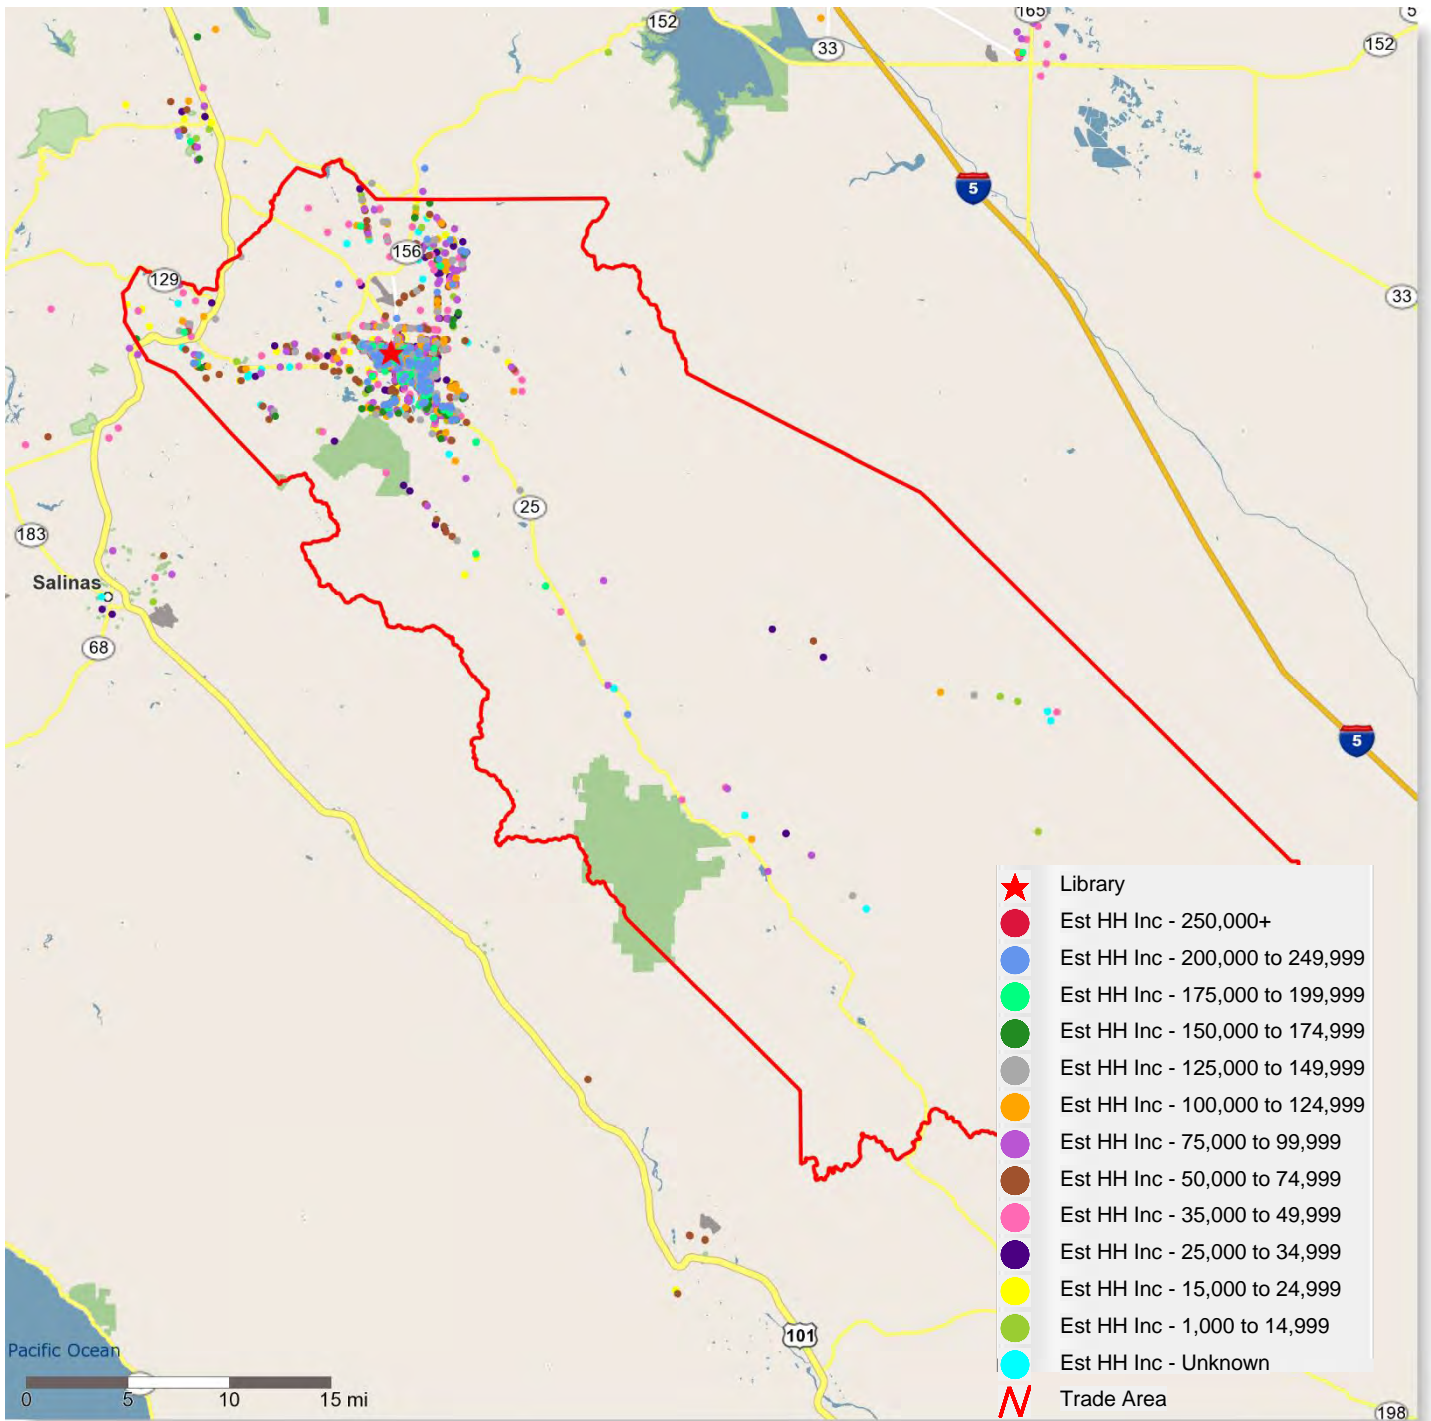 152
165
5
33
152
5
156
129
33
25
183
Salinas
68
5
Library
Est HH Inc - 250,000+
Est HH Inc - 200,000 to 249,999
Est HH Inc - 175,000 to 199,999
Est HH Inc - 150,000 to 174,999
Est HH Inc - 125,000 to 149,999
Est HH Inc - 100,000 to 124,999
Est HH Inc - 75,000 to 99,999
Est HH Inc - 50,000 to 74,999
Est HH Inc - 35,000 to 49,999
Est HH Inc - 25,000 to 34,999
Est HH Inc - 15,000 to 24,999
Est HH Inc - 1,000 to 14,999
Est HH Inc - Unknown
Trade Area
101
Pacific Ocean
0 5 10 15 mi
198